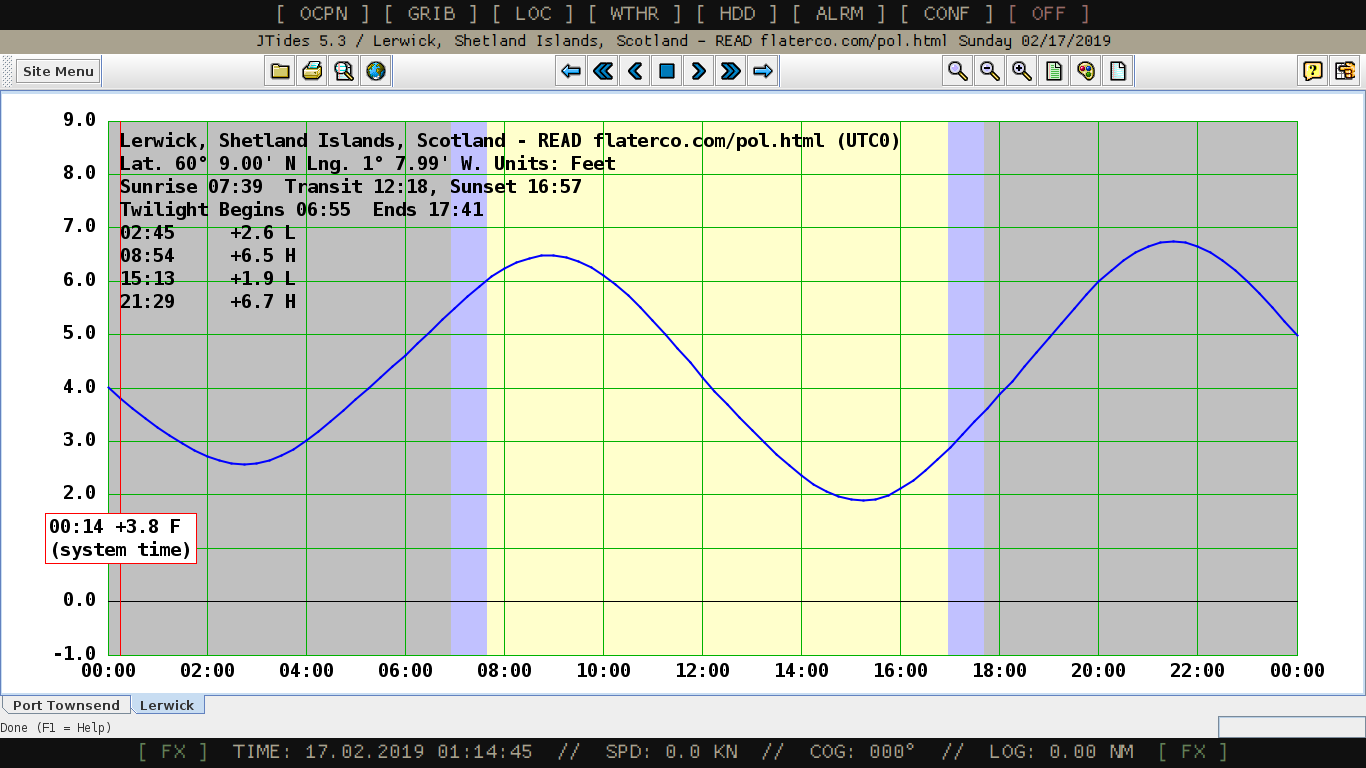 [ OCPN ] [ GRIB ] [ LOC ] [ WTHR ] [ HDD ] [ ALRM ] [ CONF ] [ OFF ]
JTides 5.3 / Lerwick, Shetland Islands, Scotland - READ flaterco.com/pol.html Sunday 02/17/2019
Site Menu
Lerwick, Shetland Islands, Scotland - READ flaterco.com/pol.html (UTC0)
Lat. 60° 9.00' N Lng. 1° 7.99' W. Units: Feet
Sunrise 07:39 Transit 12:18, Sunset 16:57
Twilight Begins 06:55 Ends 17:41
02:45 +2.6 L
08:54 +6.5 H
15:13 +1.9 L
21:29 +6.7 H
9.0
8.0
7.0
6.0
5.0
4.0
3.0
2.0
00:14 +3.8 F
(system time)
0.0
-1.0
00:00 02:00 04:00 06:00 08:00 10:00 12:00 14:00 16:00 18:00 20:00 22:00 00:00
Port Townsend Lerwick
Done (F1 = Help)
[ FX ] TIME: 17.02.2019 01:14:45 // SPD: 0.0 KN // COG: 000° // LOG: 0.00 NM [ FX ]